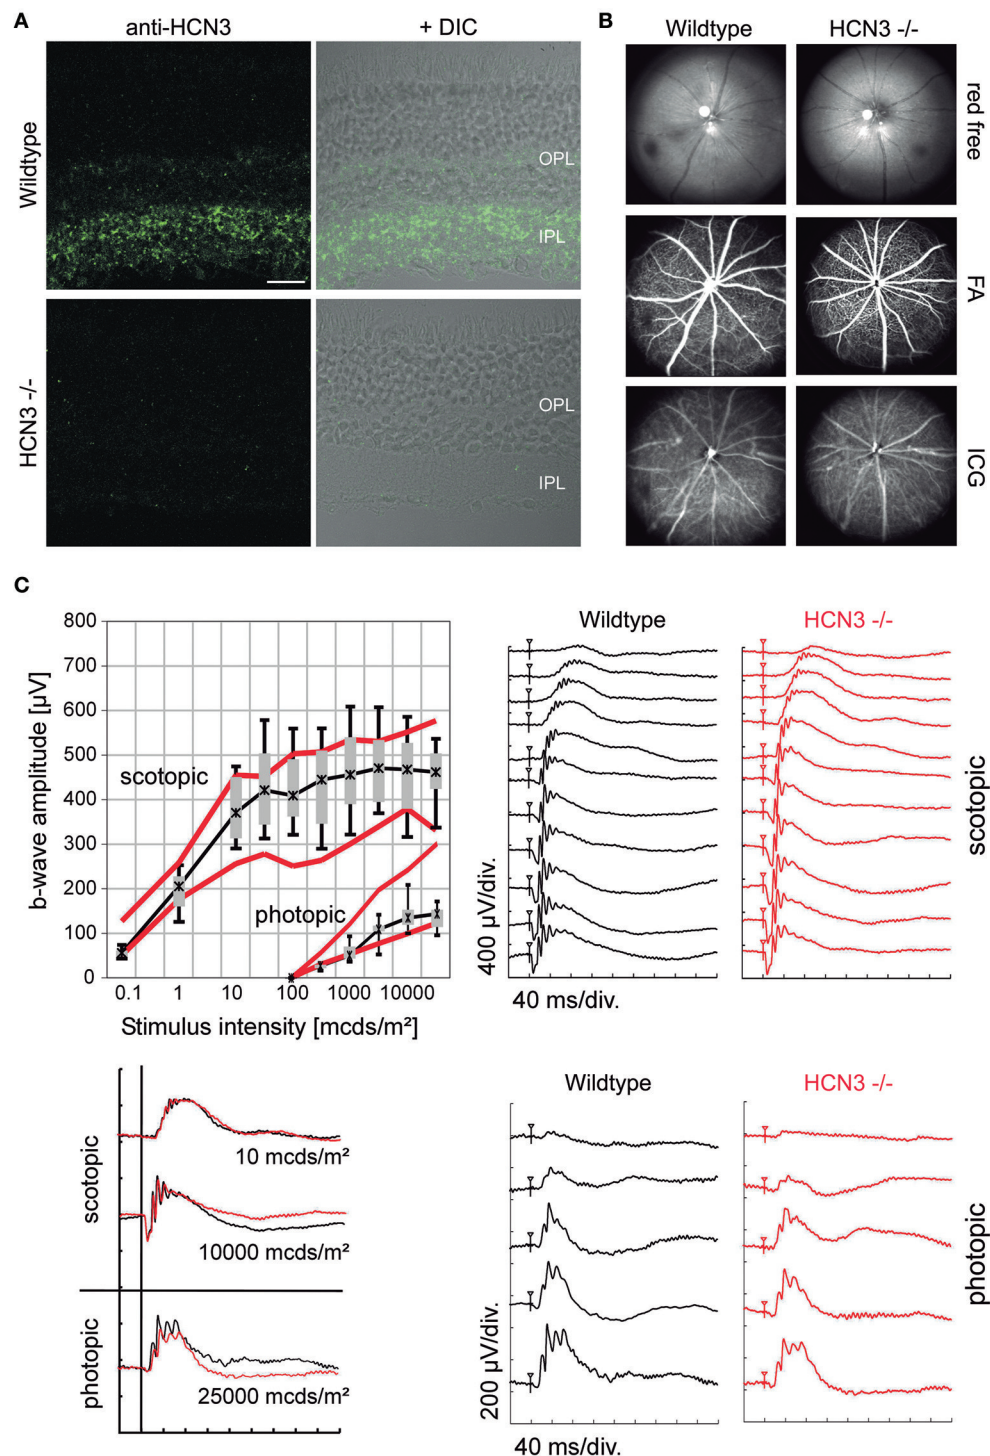 A
anti-HCN3
+ DIC
Wildtype
OPL
IPL
HCN3 -/-
OPL
IPL
B
Wildtype
HCN3 -/-
red free
FA
ICG
C
800
700
600
500
400
300
200
100
0
b-wave amplitude [µV]
scotopic
photopic
0.1 1 10 100 1000 10000
Stimulus intensity [mcds/m²]
Wildtype
HCN3 -/-
scotopic
400 µV/div.
40 ms/div.
scotopic
10 mcds/m²
10000 mcds/m²
photopic
25000 mcds/m²
Wildtype
HCN3 -/-
photopic
200 µV/div.
40 ms/div.